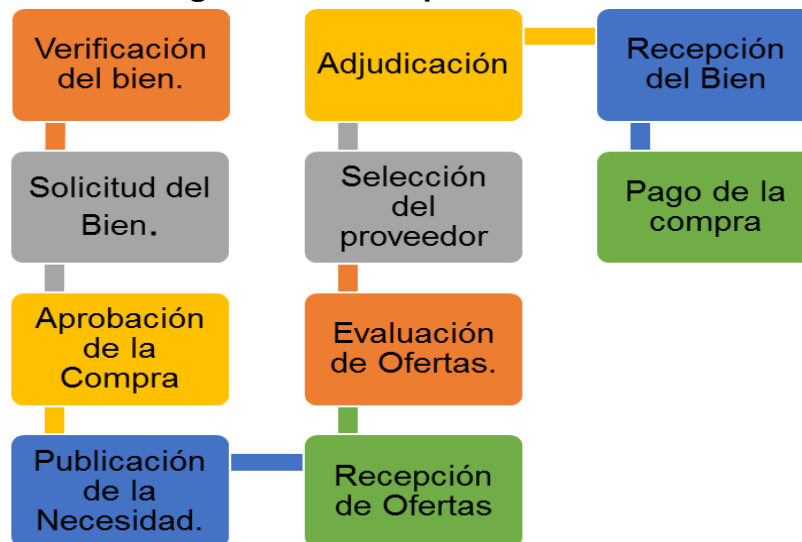 Verificación
del bien.
Solicitud del
Bien.
Aprobación
de la
Compra
Publicación
de la
Necesidad.
Recepción
de Ofertas
Evaluación
de Ofertas.
Selección
del
proveedor
Adjudicación
Recepción
del Bien
Pago de la
compra